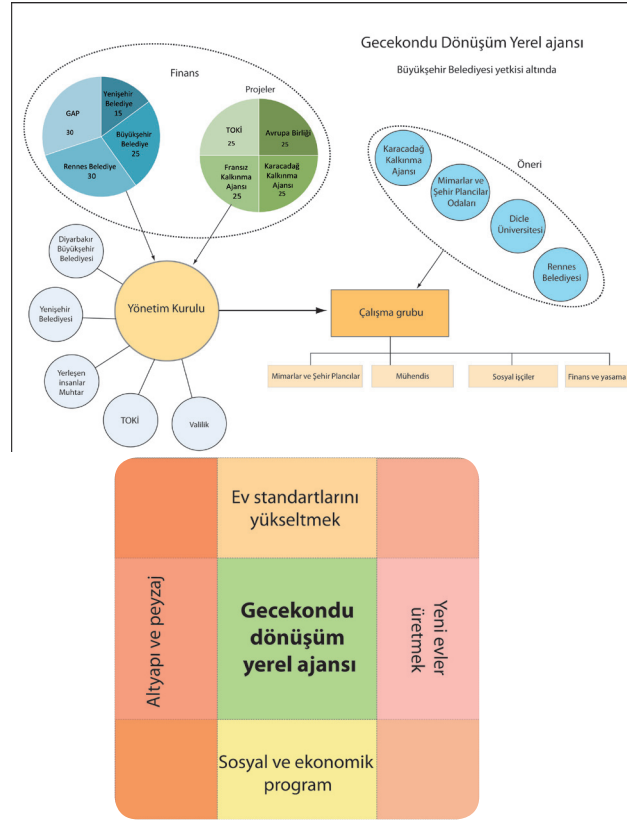 Gecekondu Dönüşüm Yerel ajansı
Büyükşehir Belediyesi yetkisi altında
Finans
GAP
30
Yenişehir
Belediye
15
Büyükşehir
Belediye
25
Rennes Belediye
30
Projeler
TOKİ
25
Avrupa Birliği
25
Fransız
Kalkınma
Ajansı
25
Karacadağ
Kalkınma
Ajansı
25
Öneri
Karacadağ
Kalkınma
Ajansı
Mimarlar ve
Şehir Plancilar
Odaları
Dicle
Üniversitesi
Rennes
Belediyesi
Diyarbakır
Büyükşehir
Belediyesi
Yenişehir
Belediyesi
Yerleşen
insanlar
Muhtar
TOKİ
Valilik
Yönetim Kurulu
Çalışma grubu
Mimarlar ve Şehir Plancılar
Mühendis
Sosyal işçiler
Finans ve yasama
Ev standartlarını
yükseltmek
Altyapı ve peyzaj
Gecekondu
dönüşüm
yerel ajansı
Yeni evler
üretmek
Sosyal ve ekonomik
program